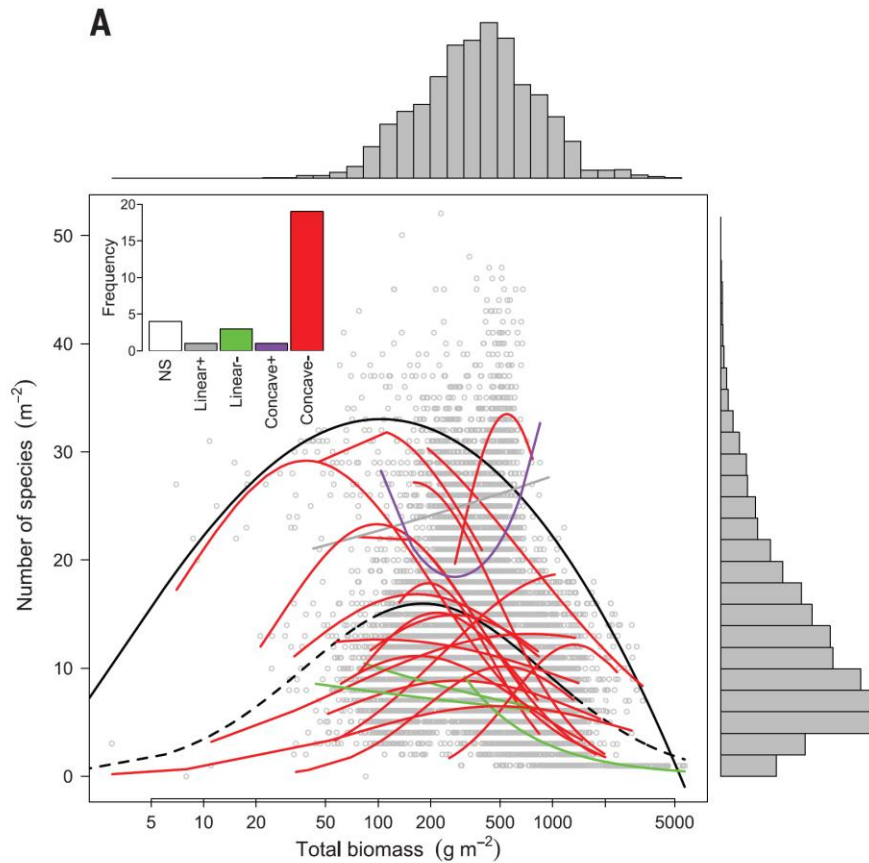 A
20
15
10
5
0
Frequency
NS
Linear+
Linear-
Concave+
Concave-
50
40
30
20
10
0
Number of species (m⁻²)
5 10 20 50 100 200 500 1000 5000
Total biomass (g m⁻²)